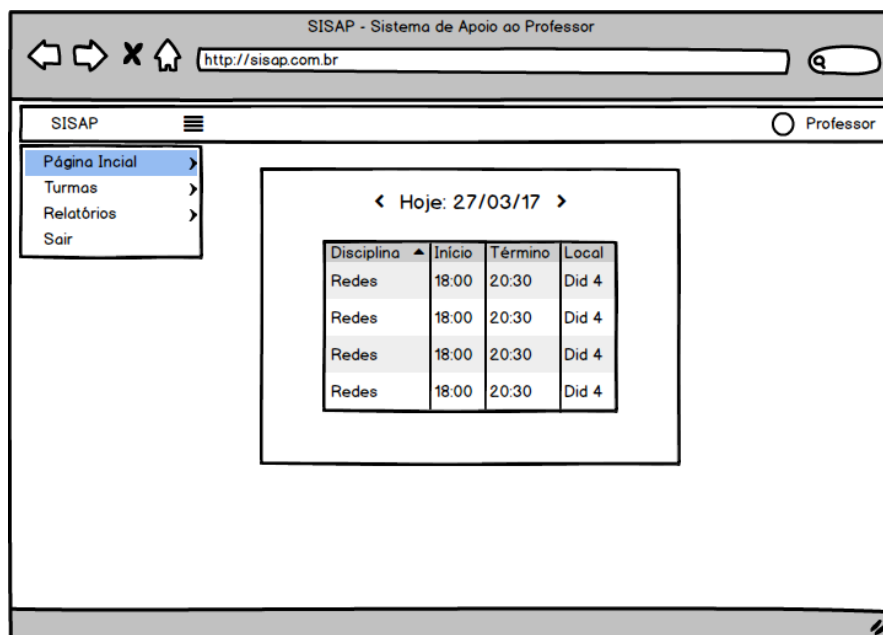 SISAP - Sistema de Apoio ao Professor
http://sisap.com.br
SISAP Professor
Página Incial
Turmas
Relatórios
Sair
Hoje: 27/03/17
Disciplina Início Término Local
Redes 18:00 20:30 Did 4
Redes 18:00 20:30 Did 4
Redes 18:00 20:30 Did 4
Redes 18:00 20:30 Did 4